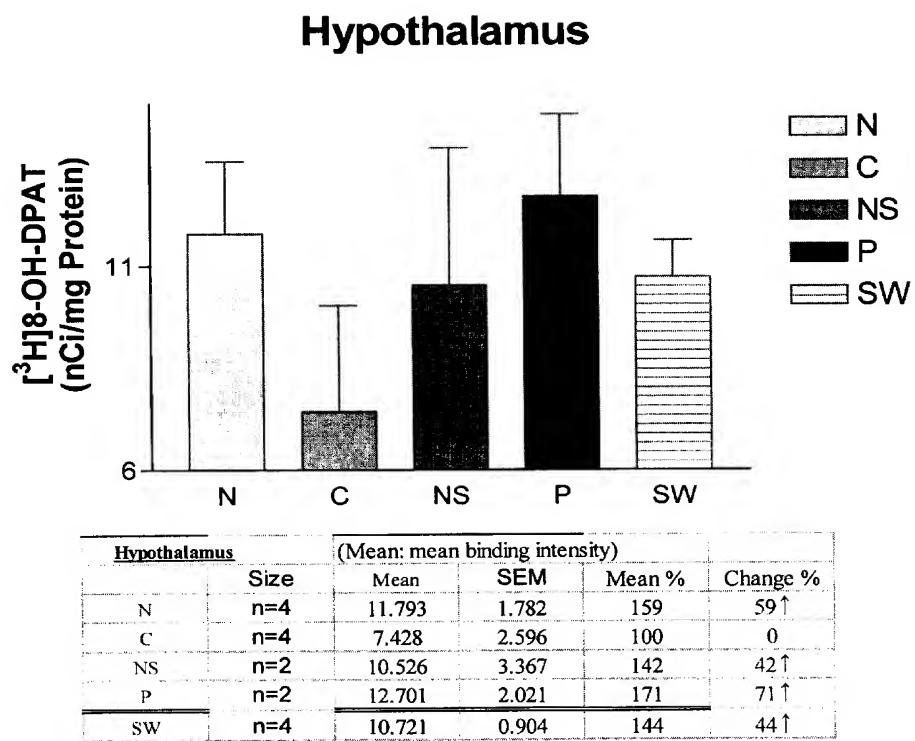 Hypothalamus
[³H]8-OH-DPAT
(nCi/mg Protein)
11
6
N
C
NS
P
SW
N C NS P SW
Hypothalamus (Mean: mean binding intensity)
Size Mean SEM Mean % Change %
N n=4 11.793 1.782 159 59↑
C n=4 7.428 2.596 100 0
NS n=2 10.526 3.367 142 42↑
P n=2 12.701 2.021 171 71↑
SW n=4 10.721 0.904 144 44↑